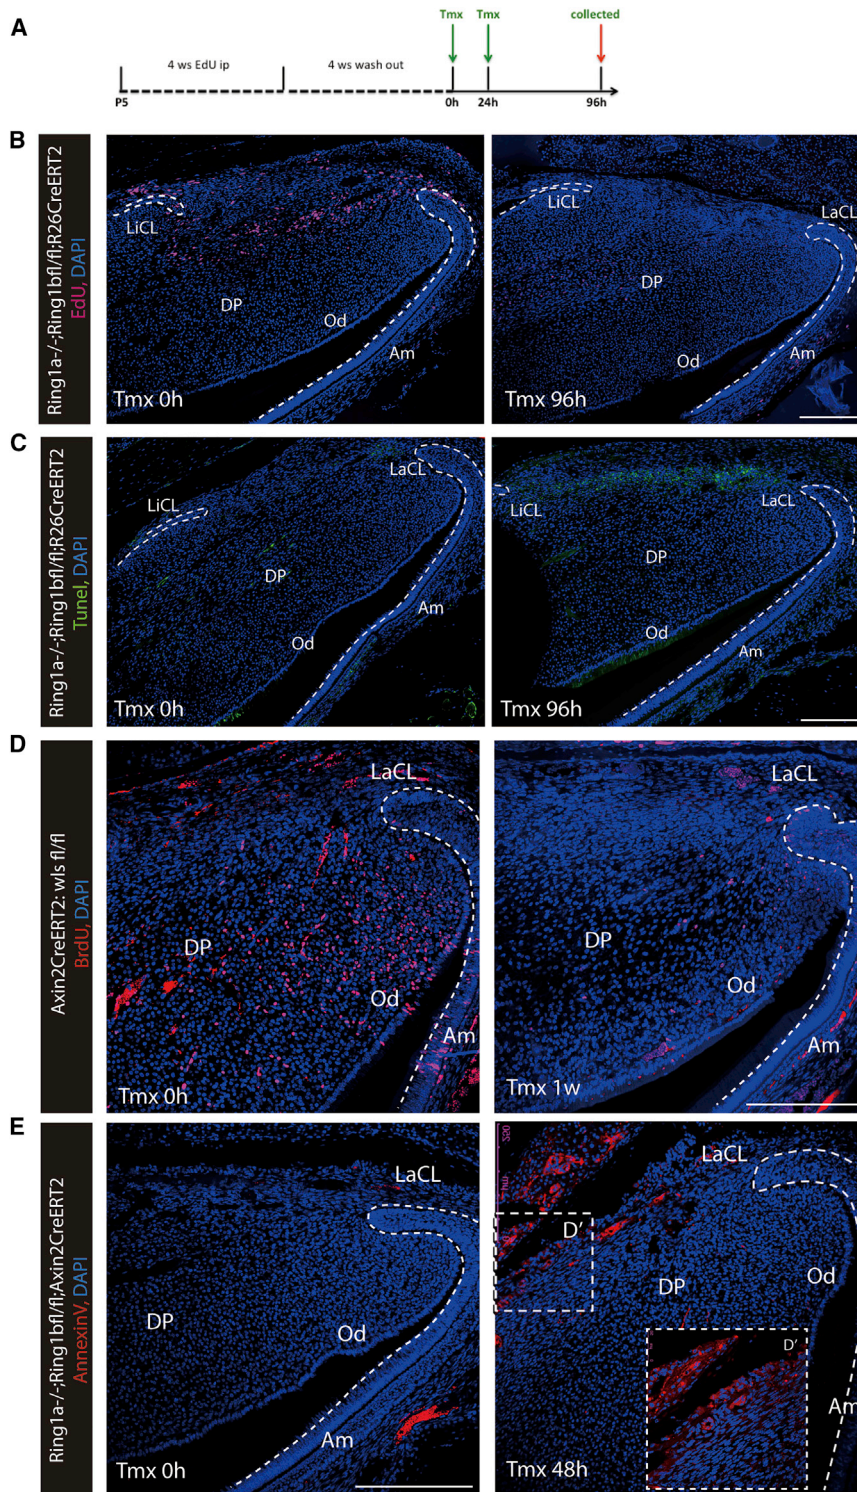 A
Tmx
Tmx
collected
4 ws EdU ip
4 ws wash out
P5
0h
24h
96h
B
Ring1a-/-;Ring1bfl/fl;R26CreERT2
EdU, DAPI
LiCL
DP
Od
Am
Tmx 0h
LiCL
LaCL
DP
Od
Am
Tmx 96h
C
Ring1a-/-;Ring1bfl/fl;R26CreERT2
Tunel, DAPI
LaCL
LiCL
DP
Od
Am
Tmx 0h
LiCL
LaCL
DP
Od
Am
Tmx 96h
D
Axin2CreERT2: wls fl/fl
BrdU, DAPI
LaCL
DP
Od
Am
Tmx 0h
LaCL
DP
Od
Am
Tmx 1w
E
Ring1a-/-;Ring1bfl/fl;Axin2CreERT2
AnnexinV, DAPI
LaCL
DP
Od
Am
Tmx 0h
250
LaCL
D'
DP
Od
D'
Am
Tmx 48h